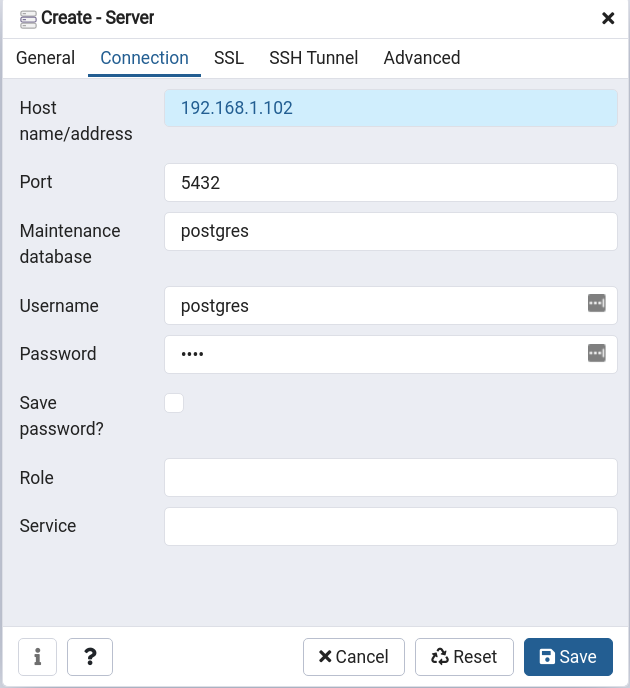 Create - Server
General Connection SSL SSH Tunnel Advanced
Host name/address 192.168.1.102
Port 5432
Maintenance database postgres
Username postgres
Password ••••
Save password?
Role
Service
i ? Cancel Reset Save